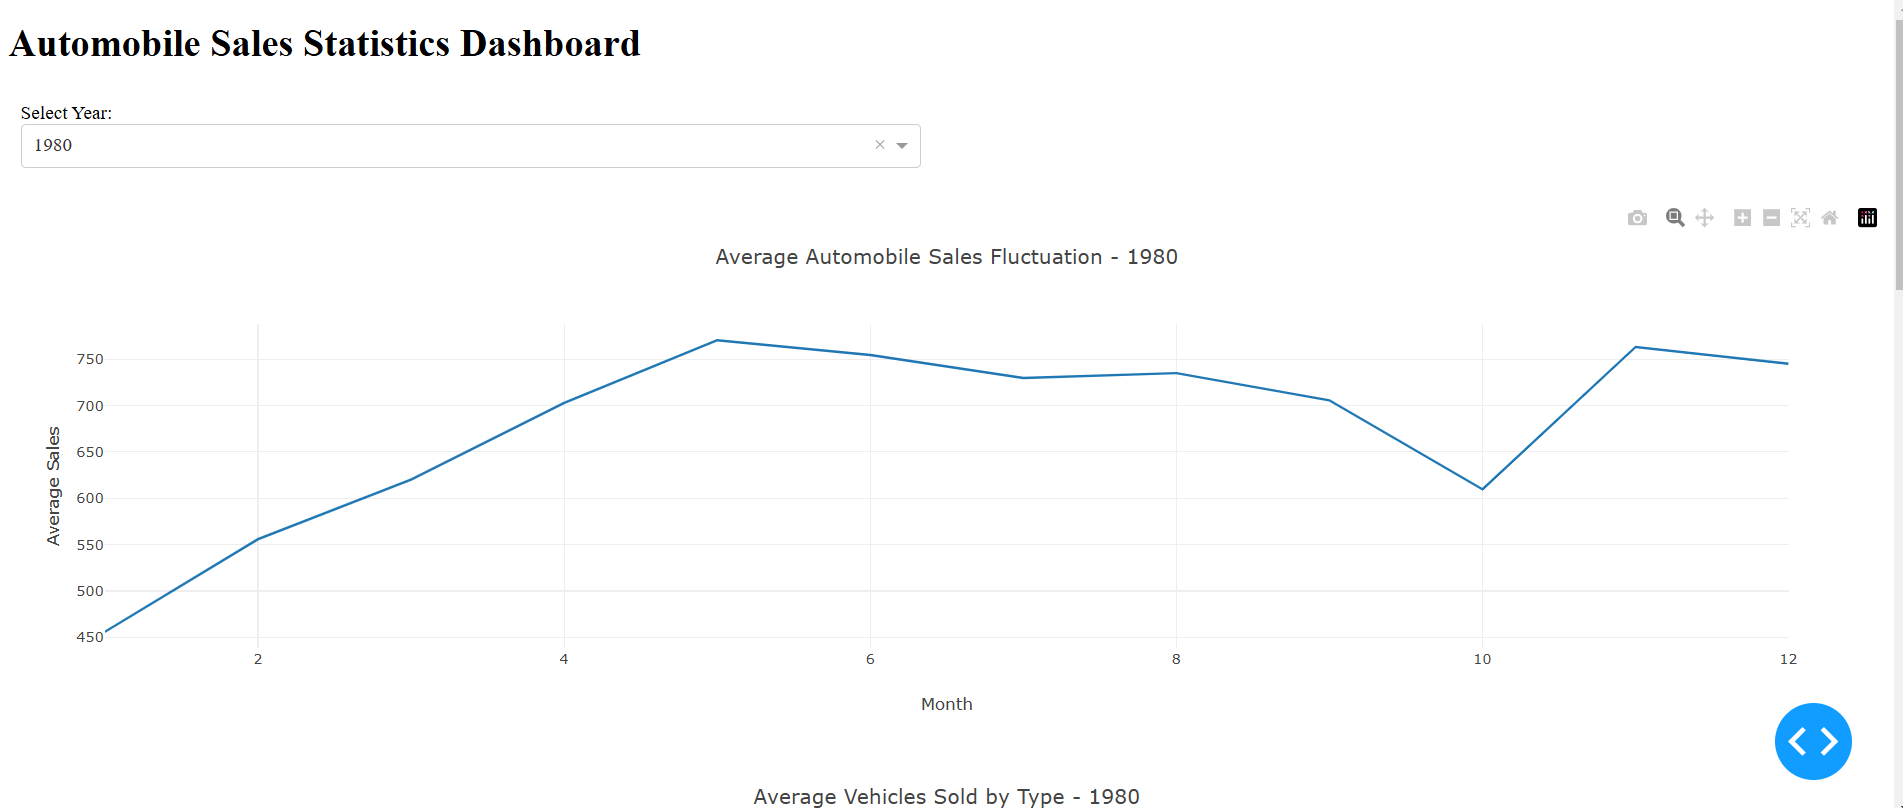 Automobile Sales Statistics Dashboard
Select Year:
1980
Average Automobile Sales Fluctuation - 1980
Average Sales
750
700
650
600
550
500
450
2 4 6 8 10 12
Month
Average Vehicles Sold by Type - 1980